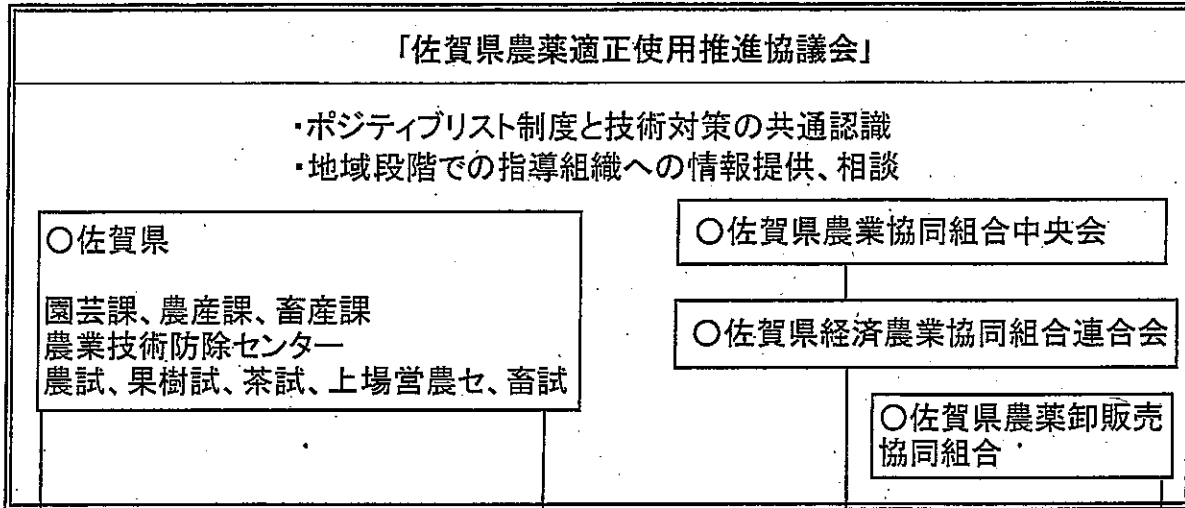 「佐賀県農薬適正使用推進協議会」
・ポジティブリスト制度と技術対策の共通認識
・地域段階での指導組織への情報提供、相談
○佐賀県
園芸課、農産課、畜産課
農業技術防除センター
農試、果樹試、茶試、上場営農セ、畜試
○佐賀県農業協同組合中央会
○佐賀県経済農業協同組合連合会
○佐賀県農薬卸販売
協同組合